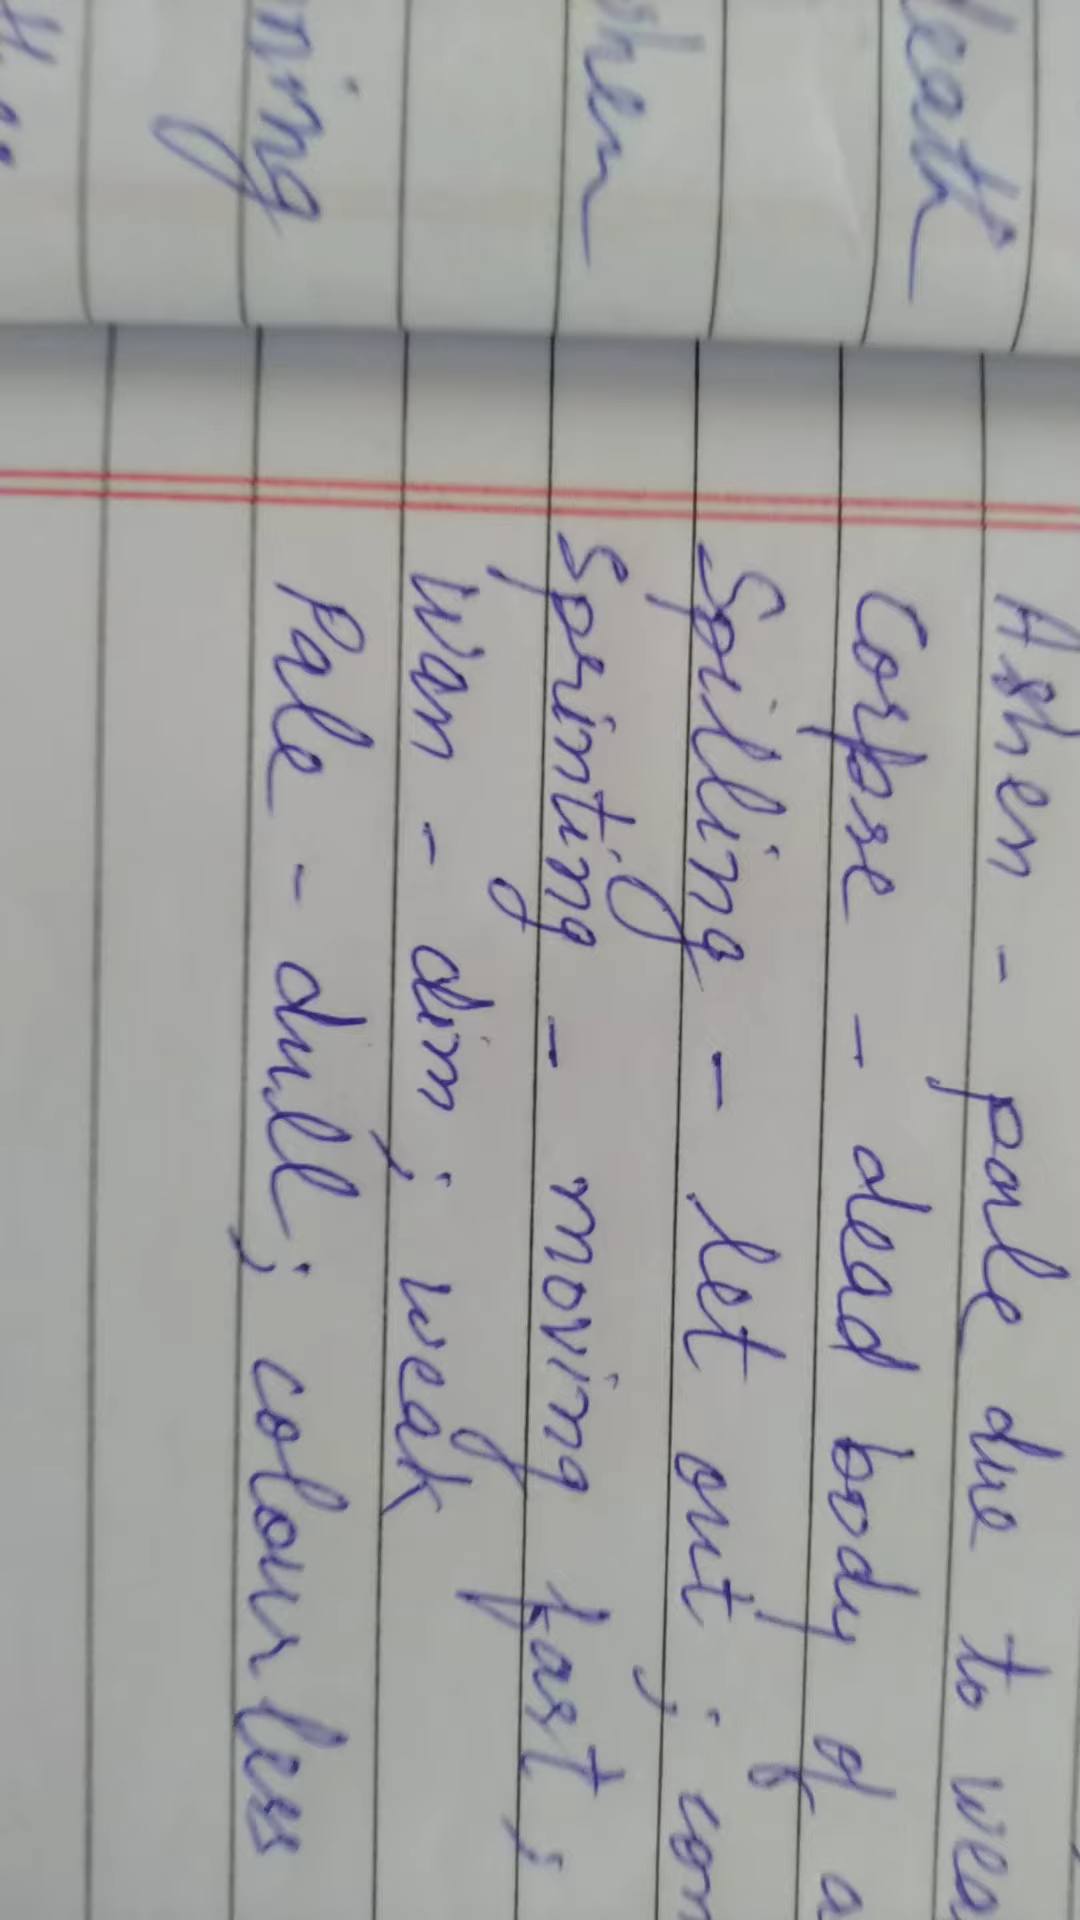 Ashen - pale due to
Corpse - dead body of a
Spilling - let out ; com
Sprinting - moving fast ;
Wan - dim ; weak
Pale - dull ; colourless